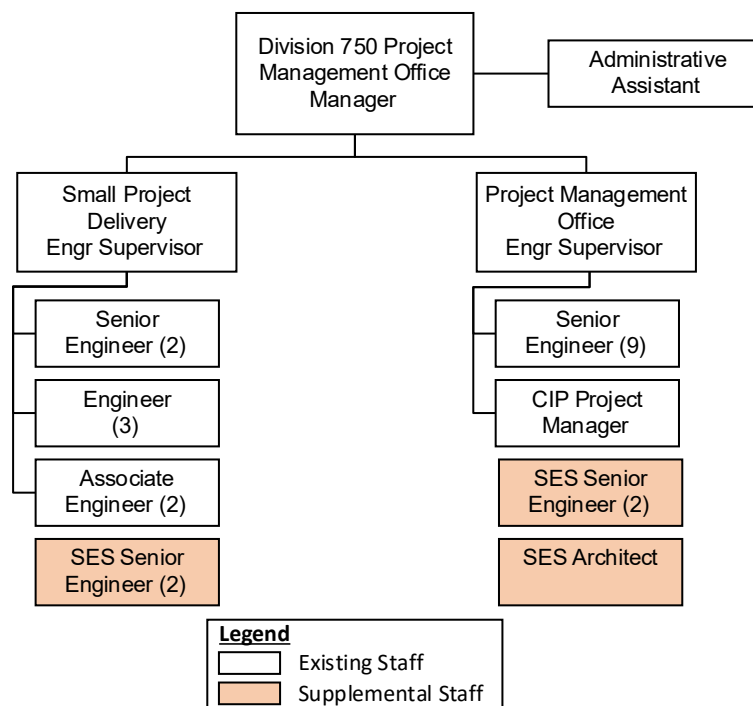 Division 750 Project
Management Office
Manager
Administrative
Assistant
Small Project
Delivery
Engr Supervisor
Project Management
Office
Engr Supervisor
Senior
Engineer (2)
Engineer
(3)
Associate
Engineer (2)
SES Senior
Engineer (2)
Senior
Engineer (9)
CIP Project
Manager
SES Senior
Engineer (2)
SES Architect
Legend
Existing Staff
Supplemental Staff